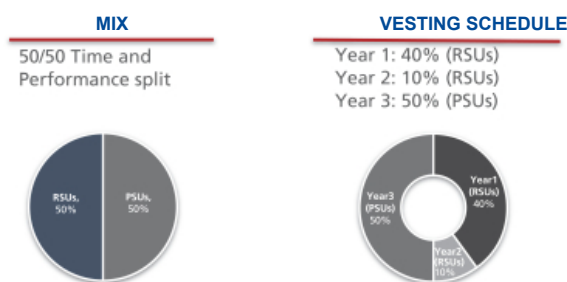 MIX
50/50 Time and
Performance split
RSUs,
50%
PSUs,
50%
VESTING SCHEDULE
Year 1: 40% (RSUs)
Year 2: 10% (RSUs)
Year 3: 50% (PSUs)
Year1
(RSUs)
40%
Year3
(PSUs)
50%
Year2
(RSUs)
10%